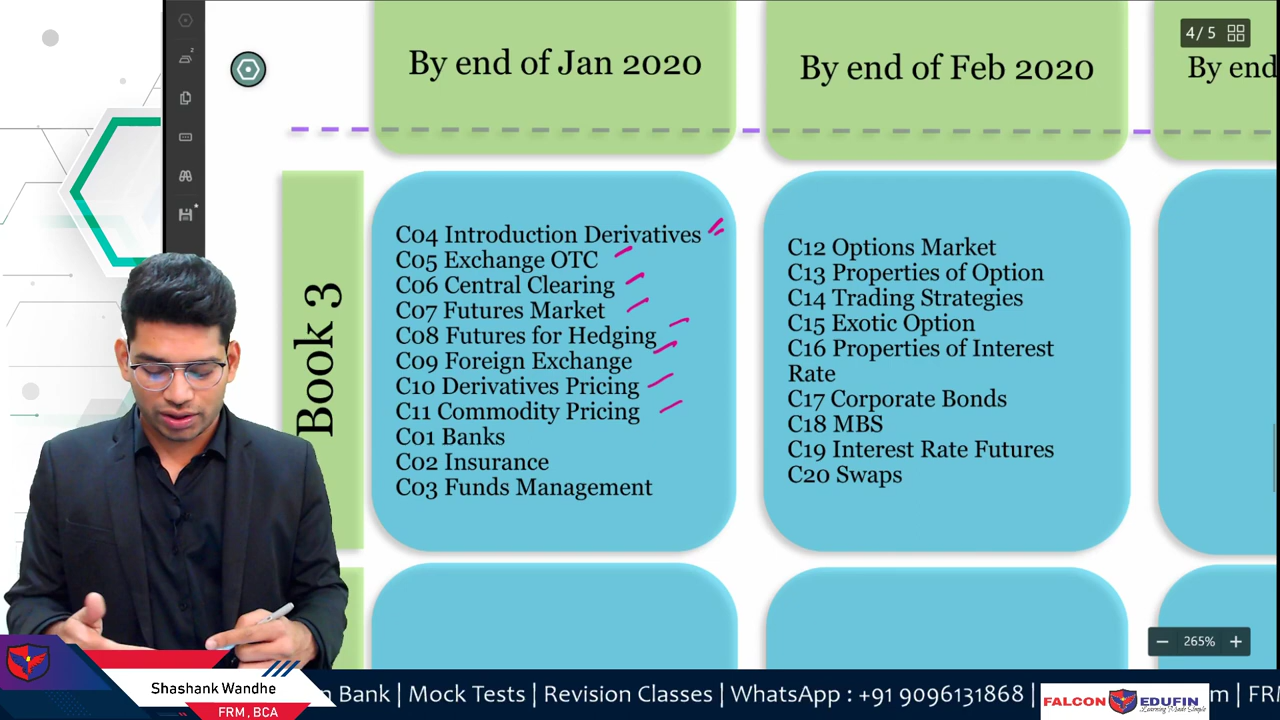 By end of Jan 2020
By end of Feb 2020
By end
4 / 5
Book 3
C04 Introduction Derivatives
C05 Exchange OTC
C06 Central Clearing
C07 Futures Market
C08 Futures for Hedging
C09 Foreign Exchange
C10 Derivatives Pricing
C11 Commodity Pricing
C01 Banks
C02 Insurance
C03 Funds Management
C12 Options Market
C13 Properties of Option
C14 Trading Strategies
C15 Exotic Option
C16 Properties of Interest
Rate
C17 Corporate Bonds
C18 MBS
C19 Interest Rate Futures
C20 Swaps
265%
Shashank Wandhe
FRM, BCA
n Bank | Mock Tests | Revision Classes | WhatsApp : +91 9096131868 |
FALCON EDUFIN
Learning Made Simple
m | FR